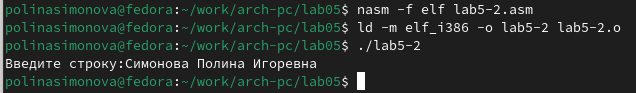 polinasimonova@fedora:~/work/arch-pc/lab05$ nasm -f elf lab5-2.asm
polinasimonova@fedora:~/work/arch-pc/lab05$ ld -m elf_i386 -o lab5-2 lab5-2.o
polinasimonova@fedora:~/work/arch-pc/lab05$ ./lab5-2
Введите строку:Симонова Полина Игоревна
polinasimonova@fedora:~/work/arch-pc/lab05$